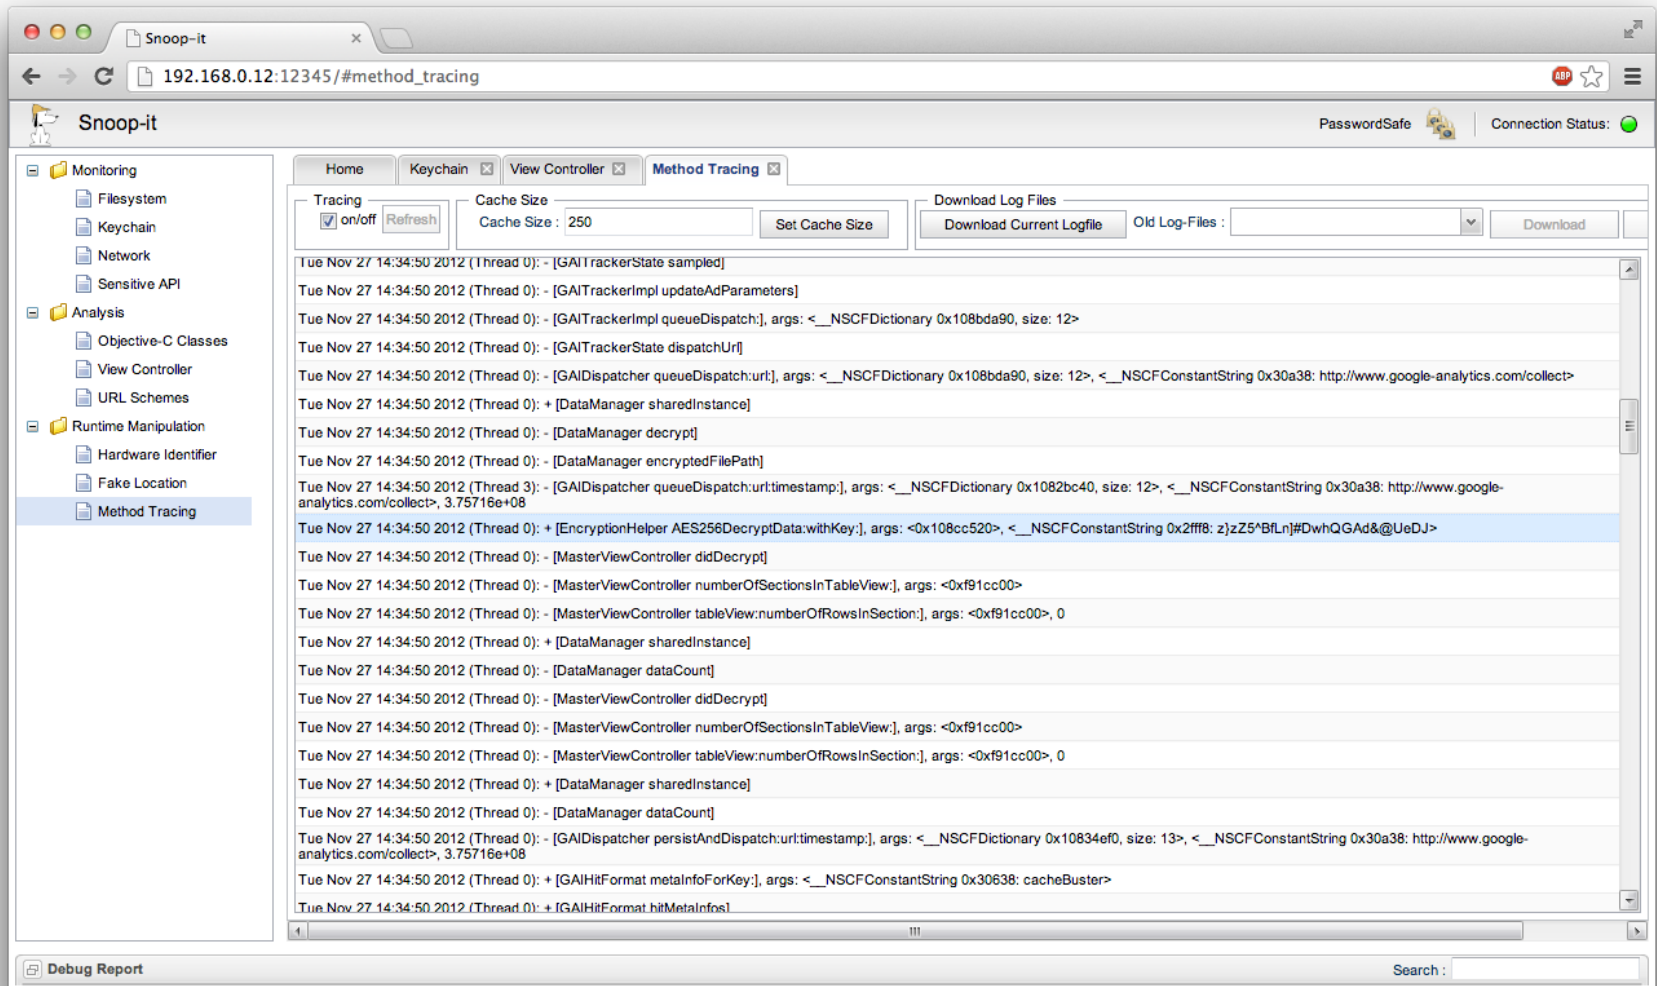 Snoop-it
192.168.0.12:12345/#method_tracing
ABP
Snoop-it
PasswordSafe
Connection Status:
Monitoring
Filesystem
Keychain
Network
Sensitive API
Analysis
Objective-C Classes
View Controller
URL Schemes
Runtime Manipulation
Hardware Identifier
Fake Location
Method Tracing
Home
Keychain
View Controller
Method Tracing
Tracing
on/off
Refresh
Cache Size
Cache Size :
250
Set Cache Size
Download Log Files
Download Current Logfile
Old Log-Files :
Download
Tue Nov 27 14:34:50 2012 (Thread 0): - [GAITrackerState sampled]
Tue Nov 27 14:34:50 2012 (Thread 0): - [GAITrackerImpl updateAdParameters]
Tue Nov 27 14:34:50 2012 (Thread 0): - [GAITrackerImpl queueDispatch:], args: <__NSCFDictionary 0x108bda90, size: 12>
Tue Nov 27 14:34:50 2012 (Thread 0): - [GAITrackerState dispatchUrl]
Tue Nov 27 14:34:50 2012 (Thread 0): - [GAIDispatcher queueDispatch:url:], args: <__NSCFDictionary 0x108bda90, size: 12>, <__NSCFConstantString 0x30a38: http://www.google-analytics.com/collect>
Tue Nov 27 14:34:50 2012 (Thread 0): + [DataManager sharedInstance]
Tue Nov 27 14:34:50 2012 (Thread 0): - [DataManager decrypt]
Tue Nov 27 14:34:50 2012 (Thread 0): - [DataManager encryptedFilePath]
Tue Nov 27 14:34:50 2012 (Thread 3): - [GAIDispatcher queueDispatch:url:timestamp:], args: <__NSCFDictionary 0x1082bc40, size: 12>, <__NSCFConstantString 0x30a38: http://www.google-
analytics.com/collect>, 3.75716e+08
Tue Nov 27 14:34:50 2012 (Thread 0): + [EncryptionHelper AES256DecryptData:withKey:], args: <0x108cc520>, <__NSCFConstantString 0x2fff8: z}zZ5^BfLn]#DwhQGAd&@UeDJ>
Tue Nov 27 14:34:50 2012 (Thread 0): - [MasterViewController didDecrypt]
Tue Nov 27 14:34:50 2012 (Thread 0): - [MasterViewController numberOfSectionsInTableView:], args: <0xf91cc00>
Tue Nov 27 14:34:50 2012 (Thread 0): - [MasterViewController tableView:numberOfRowsInSection:], args: <0xf91cc00>, 0
Tue Nov 27 14:34:50 2012 (Thread 0): + [DataManager sharedInstance]
Tue Nov 27 14:34:50 2012 (Thread 0): - [DataManager dataCount]
Tue Nov 27 14:34:50 2012 (Thread 0): - [MasterViewController didDecrypt]
Tue Nov 27 14:34:50 2012 (Thread 0): - [MasterViewController numberOfSectionsInTableView:], args: <0xf91cc00>
Tue Nov 27 14:34:50 2012 (Thread 0): - [MasterViewController tableView:numberOfRowsInSection:], args: <0xf91cc00>, 0
Tue Nov 27 14:34:50 2012 (Thread 0): + [DataManager sharedInstance]
Tue Nov 27 14:34:50 2012 (Thread 0): - [DataManager dataCount]
Tue Nov 27 14:34:50 2012 (Thread 0): - [GAIDispatcher persistAndDispatch:url:timestamp:], args: <__NSCFDictionary 0x10834ef0, size: 13>, <__NSCFConstantString 0x30a38: http://www.google-
analytics.com/collect>, 3.75716e+08
Tue Nov 27 14:34:50 2012 (Thread 0): + [GAIHitFormat metaInfoForKey:], args: <__NSCFConstantString 0x30638: cacheBuster>
Tue Nov 27 14:34:50 2012 (Thread 0): + [GAIHitFormat hitMetaInfos]
Debug Report
Search :